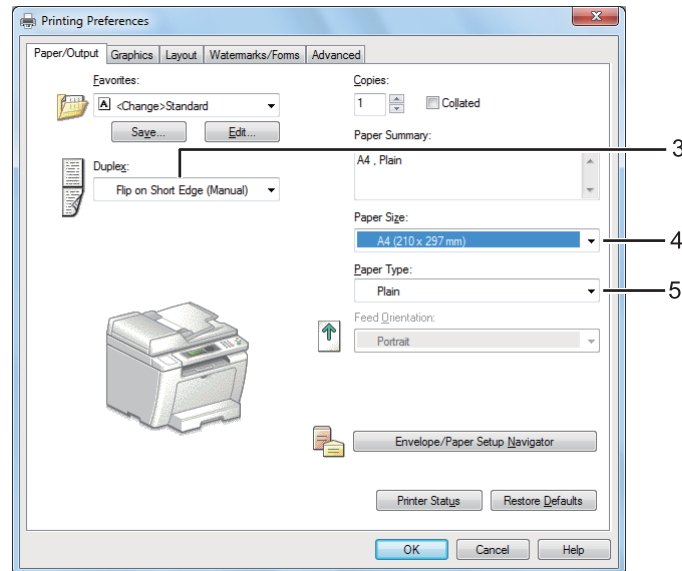 Printing Preferences
Paper/Output Graphics Layout Watermarks/Forms Advanced
Favorites:
A <Change>Standard
Save... Edit...
Duplex:
Flip on Short Edge (Manual)
Copies:
1 Collated
Paper Summary:
A4 , Plain
3
Paper Size:
A4 (210 x 297 mm)
4
Paper Type:
Plain
5
Feed Orientation:
Portrait
Envelope/Paper Setup Navigator
Printer Status Restore Defaults
OK Cancel Help